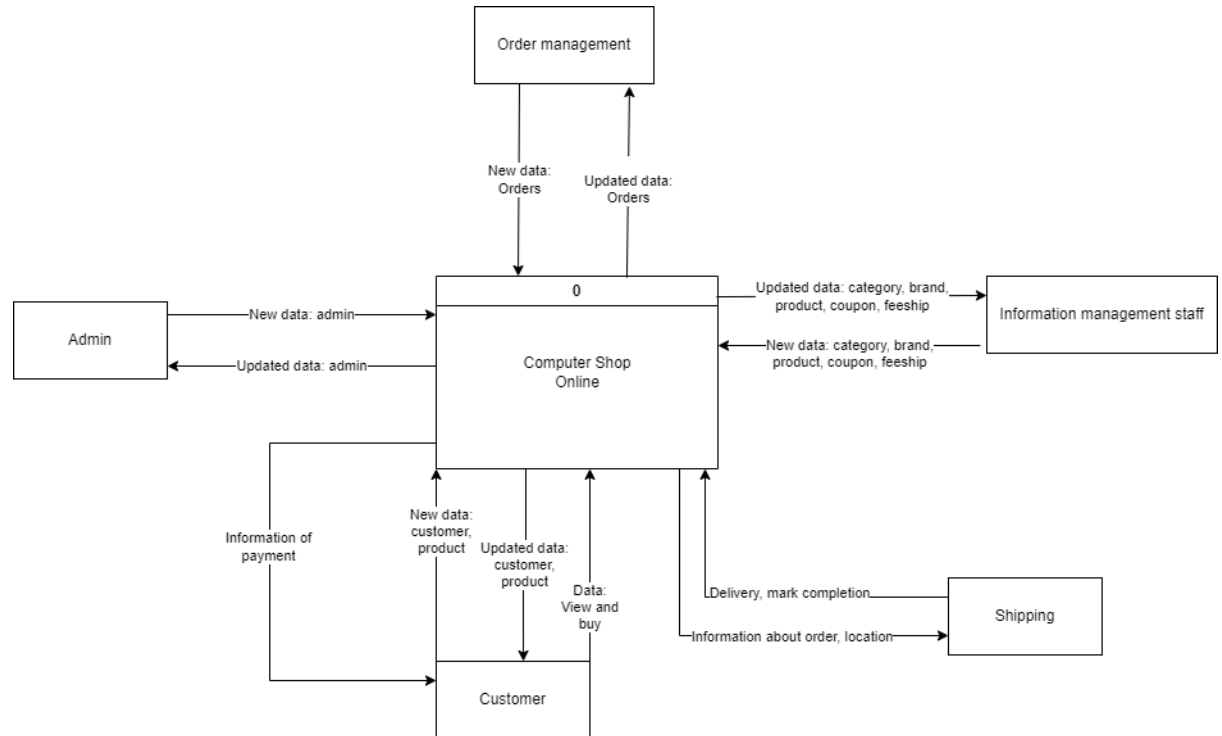 Order management
New data:
Orders
Updated data:
Orders
0
Computer Shop
Online
Admin
New data: admin
Updated data: admin
Updated data: category, brand,
product, coupon, feeship
New data: category, brand,
product, coupon, feeship
Information management staff
Information of
payment
New data:
customer,
product
Updated data:
customer,
product
Data:
View and
buy
Delivery, mark completion
Information about order, location
Shipping
Customer